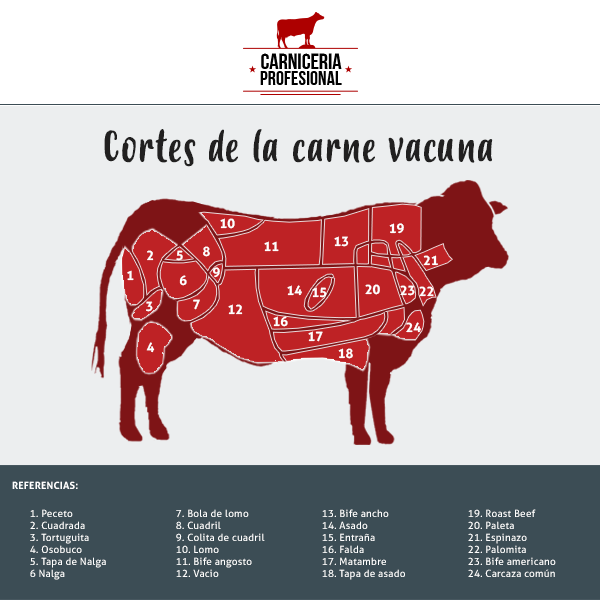 CARNICERIA
PROFESIONAL
Cortes de la carne vacuna
10
19
8
11
13
2
5
21
1
9
6
14
15
20
23
22
3
7
12
16
24
17
4
18
REFERENCIAS:
1. Peceto
2. Cuadrada
3. Tortuguita
4. Osobuco
5. Tapa de Nalga
6 Nalga
7. Bola de lomo
8. Cuadril
9. Colita de cuadril
10. Lomo
11. Bife angosto
12. Vacio
13. Bife ancho
14. Asado
15. Entraña
16. Falda
17. Matambre
18. Tapa de asado
19. Roast Beef
20. Paleta
21. Espinazo
22. Palomita
23. Bife americano
24. Carcaza común